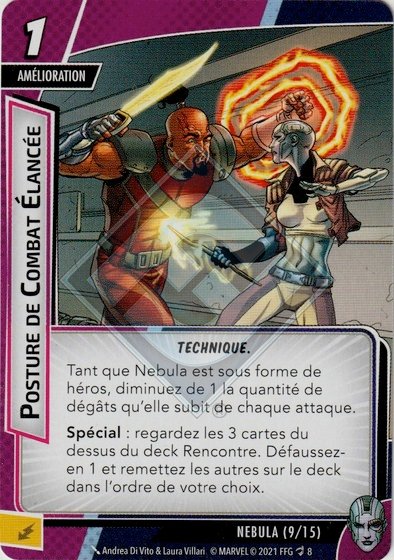 1
AMÉLIORATION
POSTURE DE COMBAT ÉLANCÉE
TECHNIQUE.
Tant que Nebula est sous forme de
héros, diminuez de 1 la quantité de
dégâts qu'elle subit de chaque attaque.
Spécial : regardez les 3 cartes du
dessus du deck Rencontre. Défaussez-
en 1 et remettez les autres sur le deck
dans l'ordre de votre choix.
NEBULA (9/15)
Andrea Di Vito & Laura Villari © MARVEL © 2021 FFG 8